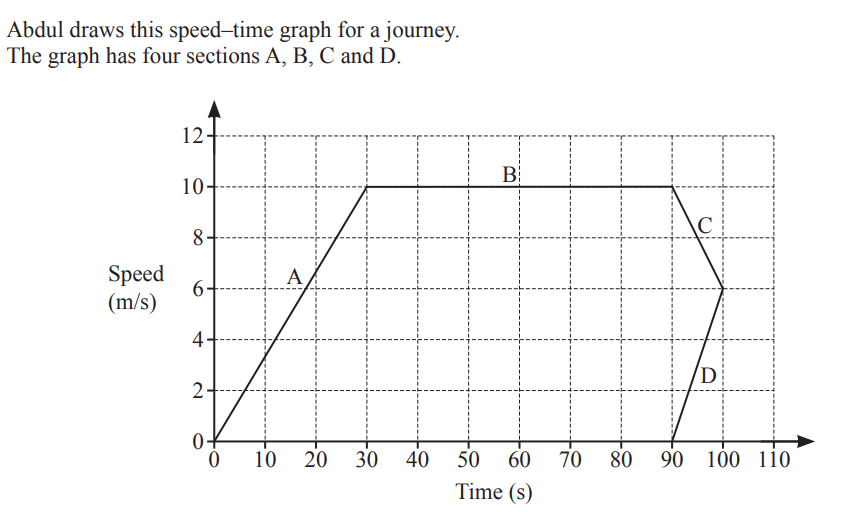 Abdul draws this speed–time graph for a journey.
The graph has four sections A, B, C and D.
12
10
8
6
4
2
0
Speed
(m/s)
A
B
C
D
0 10 20 30 40 50 60 70 80 90 100 110
Time (s)